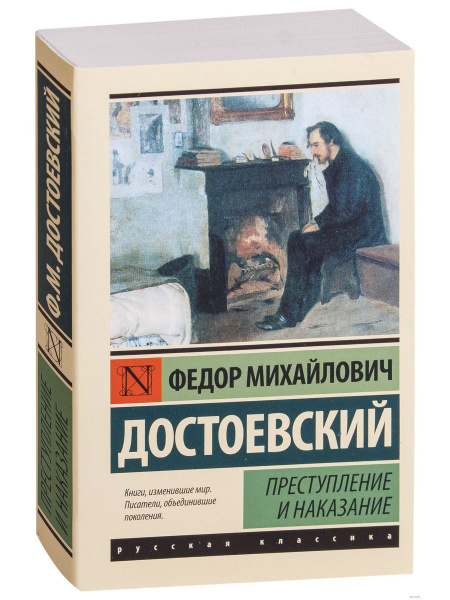 Ф.М. ДОСТОЕВСКИЙ
ПРЕСТУПЛЕНИЕ
И НАКАЗАНИЕ
N
ФЕДОР МИХАЙЛОВИЧ
ДОСТОЕВСКИЙ
Книги, изменившие мир.
Писатели, объединившие
поколения.
ПРЕСТУПЛЕНИЕ
И НАКАЗАНИЕ
русская классика